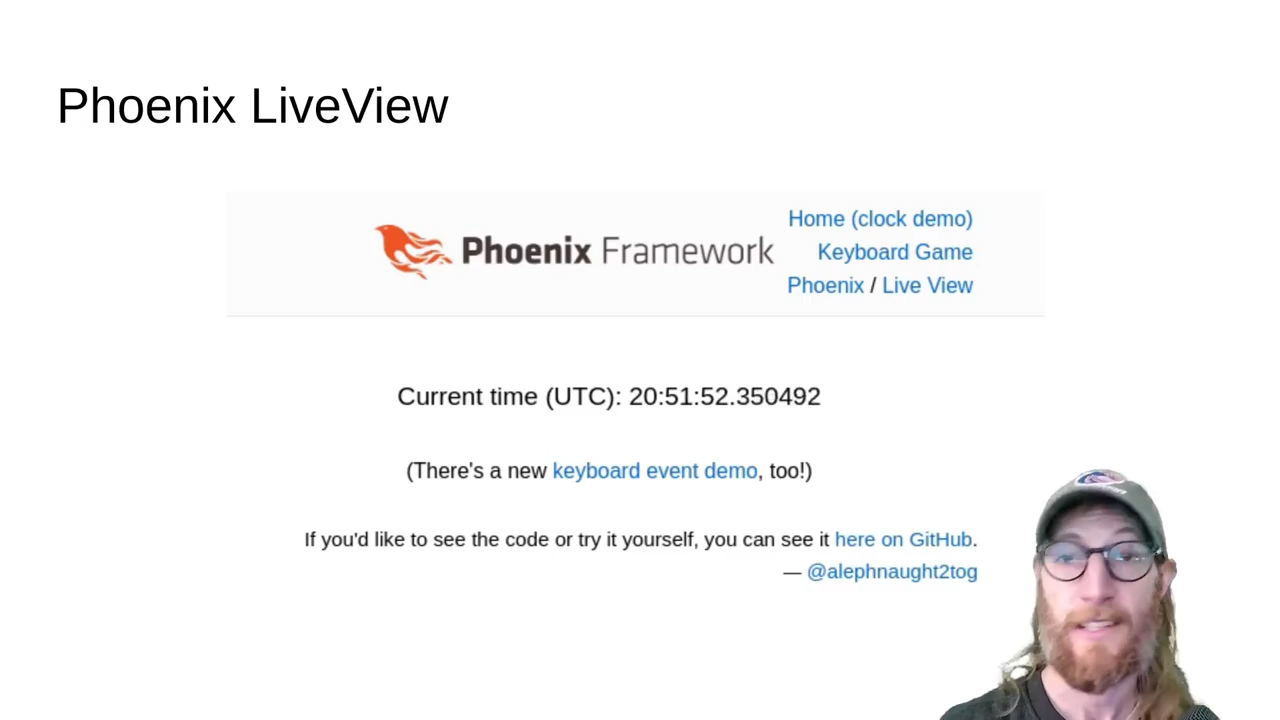 Phoenix LiveView
Phoenix Framework
Home (clock demo)
Keyboard Game
Phoenix / Live View
Current time (UTC): 20:51:52.350492
(There's a new keyboard event demo, too!)
If you'd like to see the code or try it yourself, you can see it here on GitHub.
— @alephnaught2tog